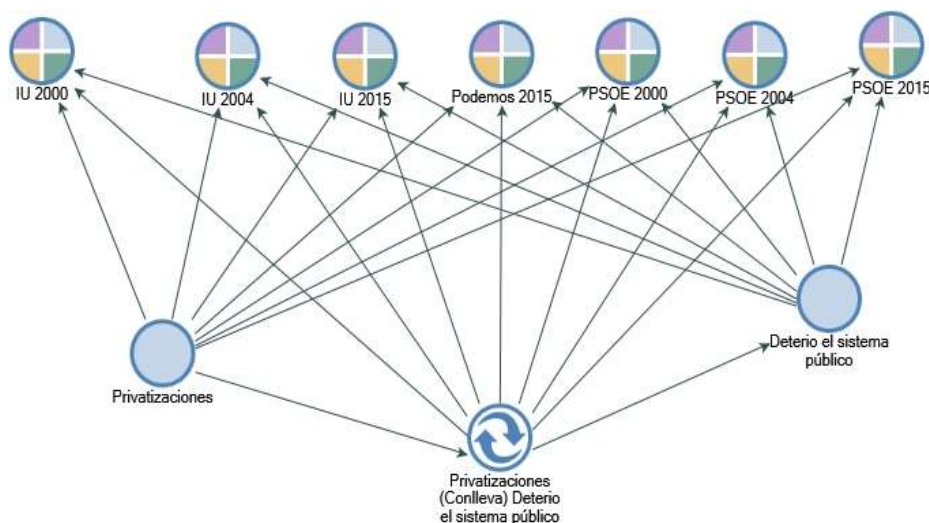 IU 2000
IU 2004
IU 2015
Podemos 2015
PSOE 2000
PSOE 2004
PSOE 2015
Privatizaciones
Deterio el sistema
público
Privatizaciones
(Conlleva) Deterio
el sistema público